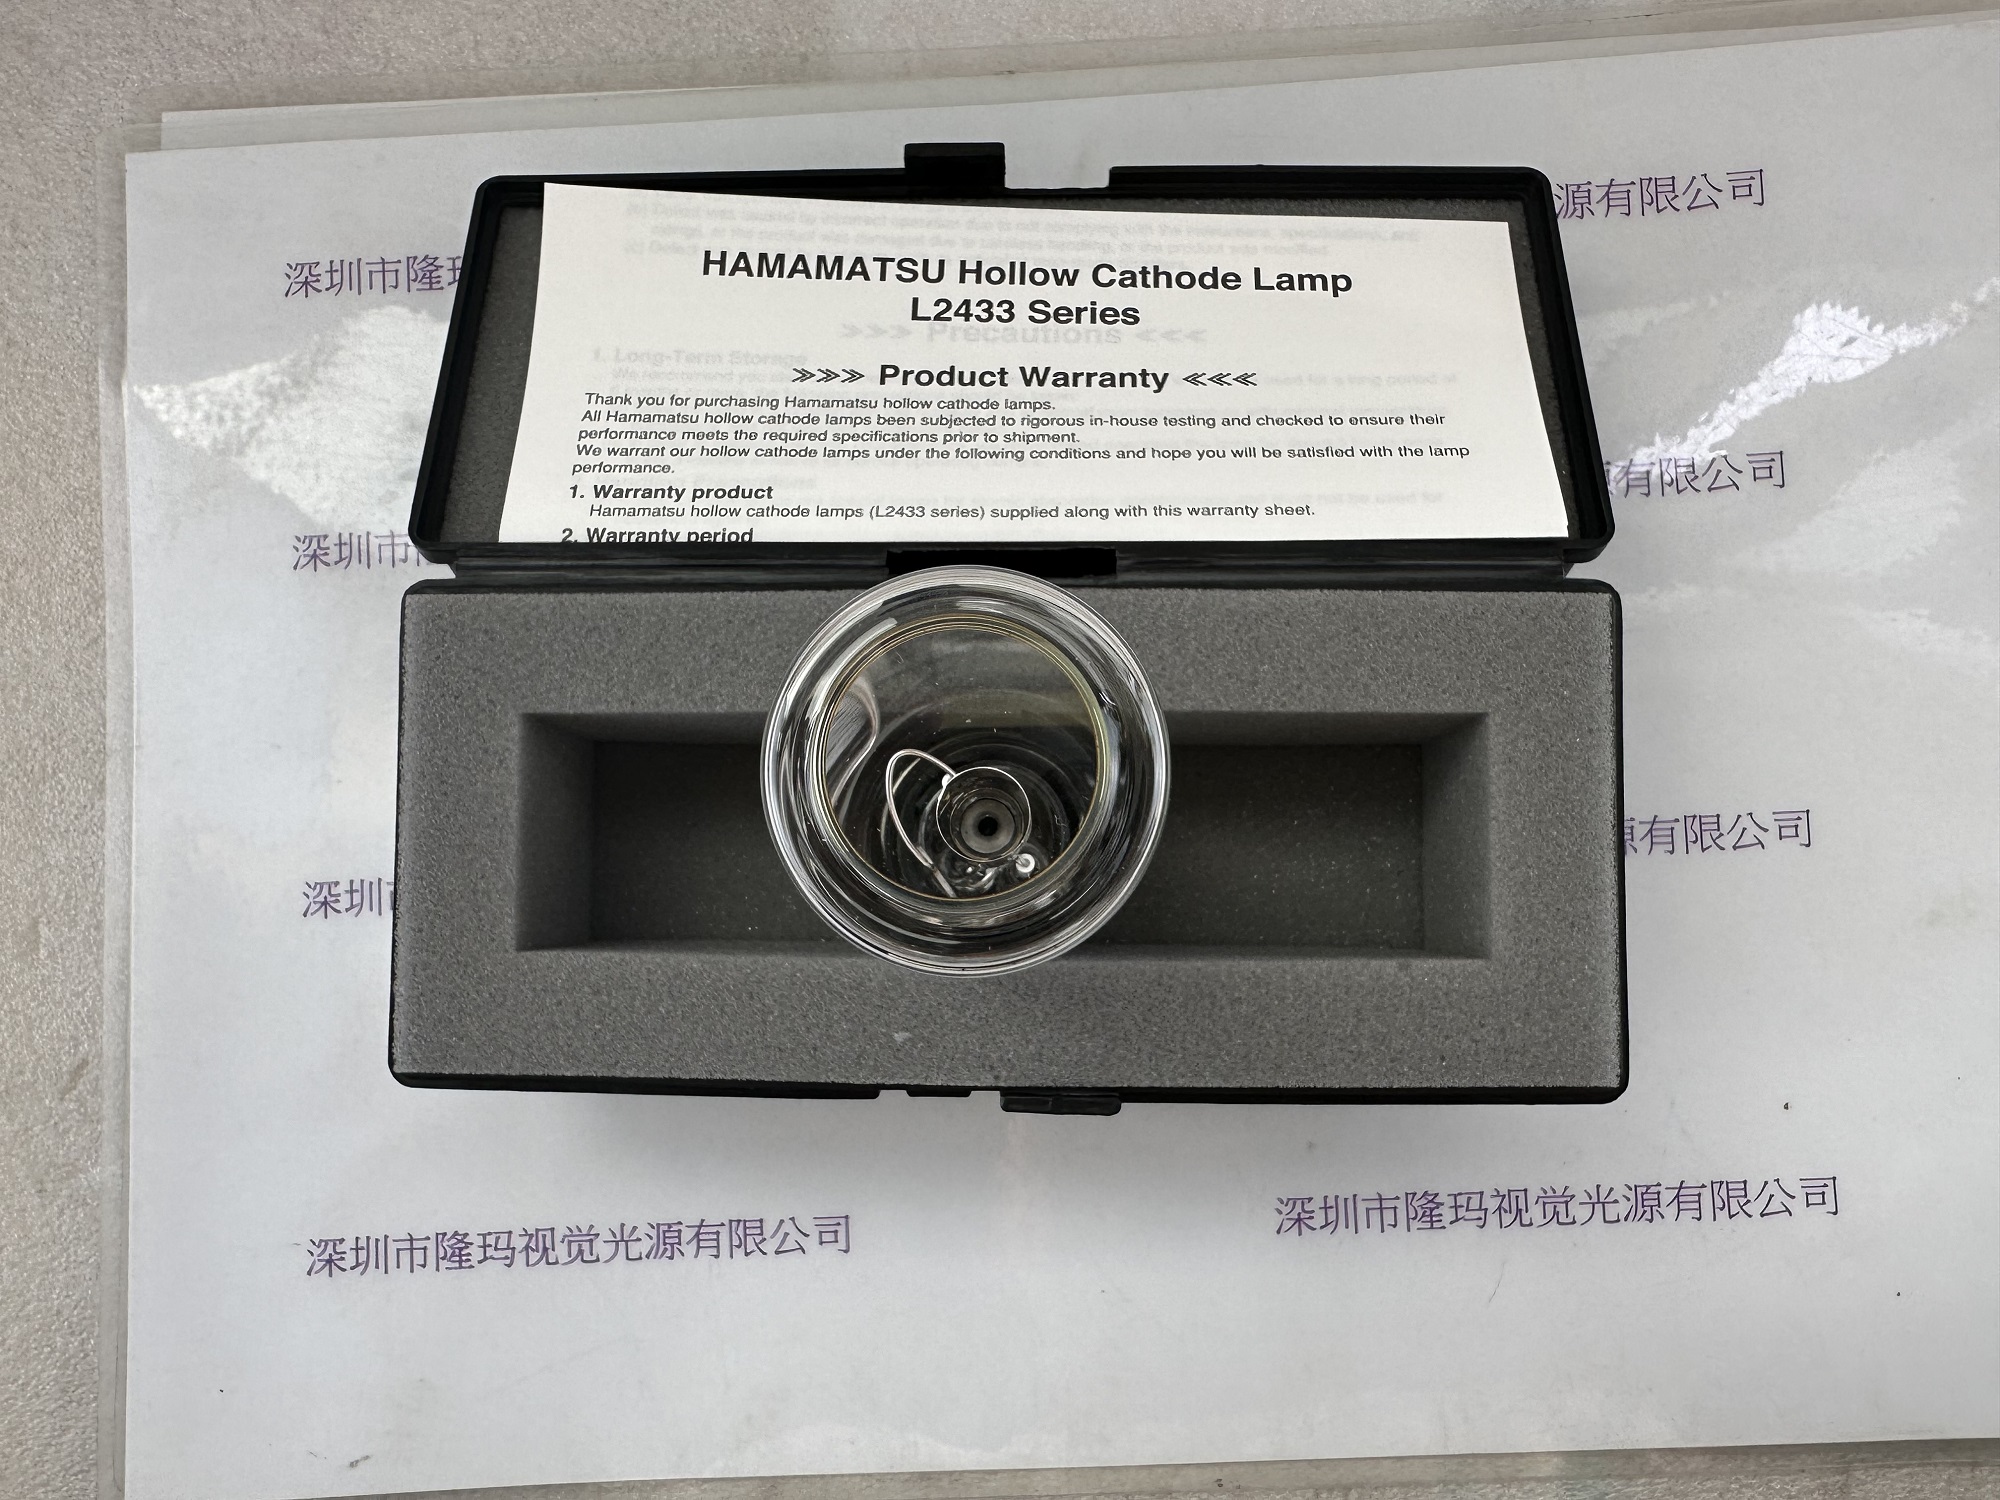 源有限公司
深圳市隆
HAMAMATSU Hollow Cathode Lamp
L2433 Series
>>> Precautions <<<
1. Long-Term Storage
≫≫≫ Product Warranty ≪≪≪
Thank you for purchasing Hamamatsu hollow cathode lamps.
All Hamamatsu hollow cathode lamps been subjected to rigorous in-house testing and checked to ensure their
performance meets the required specifications prior to shipment.
We warrant our hollow cathode lamps under the following conditions and hope you will be satisfied with the lamp
performance.
1. Warranty product
Hamamatsu hollow cathode lamps (L2433 series) supplied along with this warranty sheet.
2. Warranty period
有限公司
深圳市
有限公司
深圳
深圳市隆玛视觉光源有限公司
深圳市隆玛视觉光源有限公司